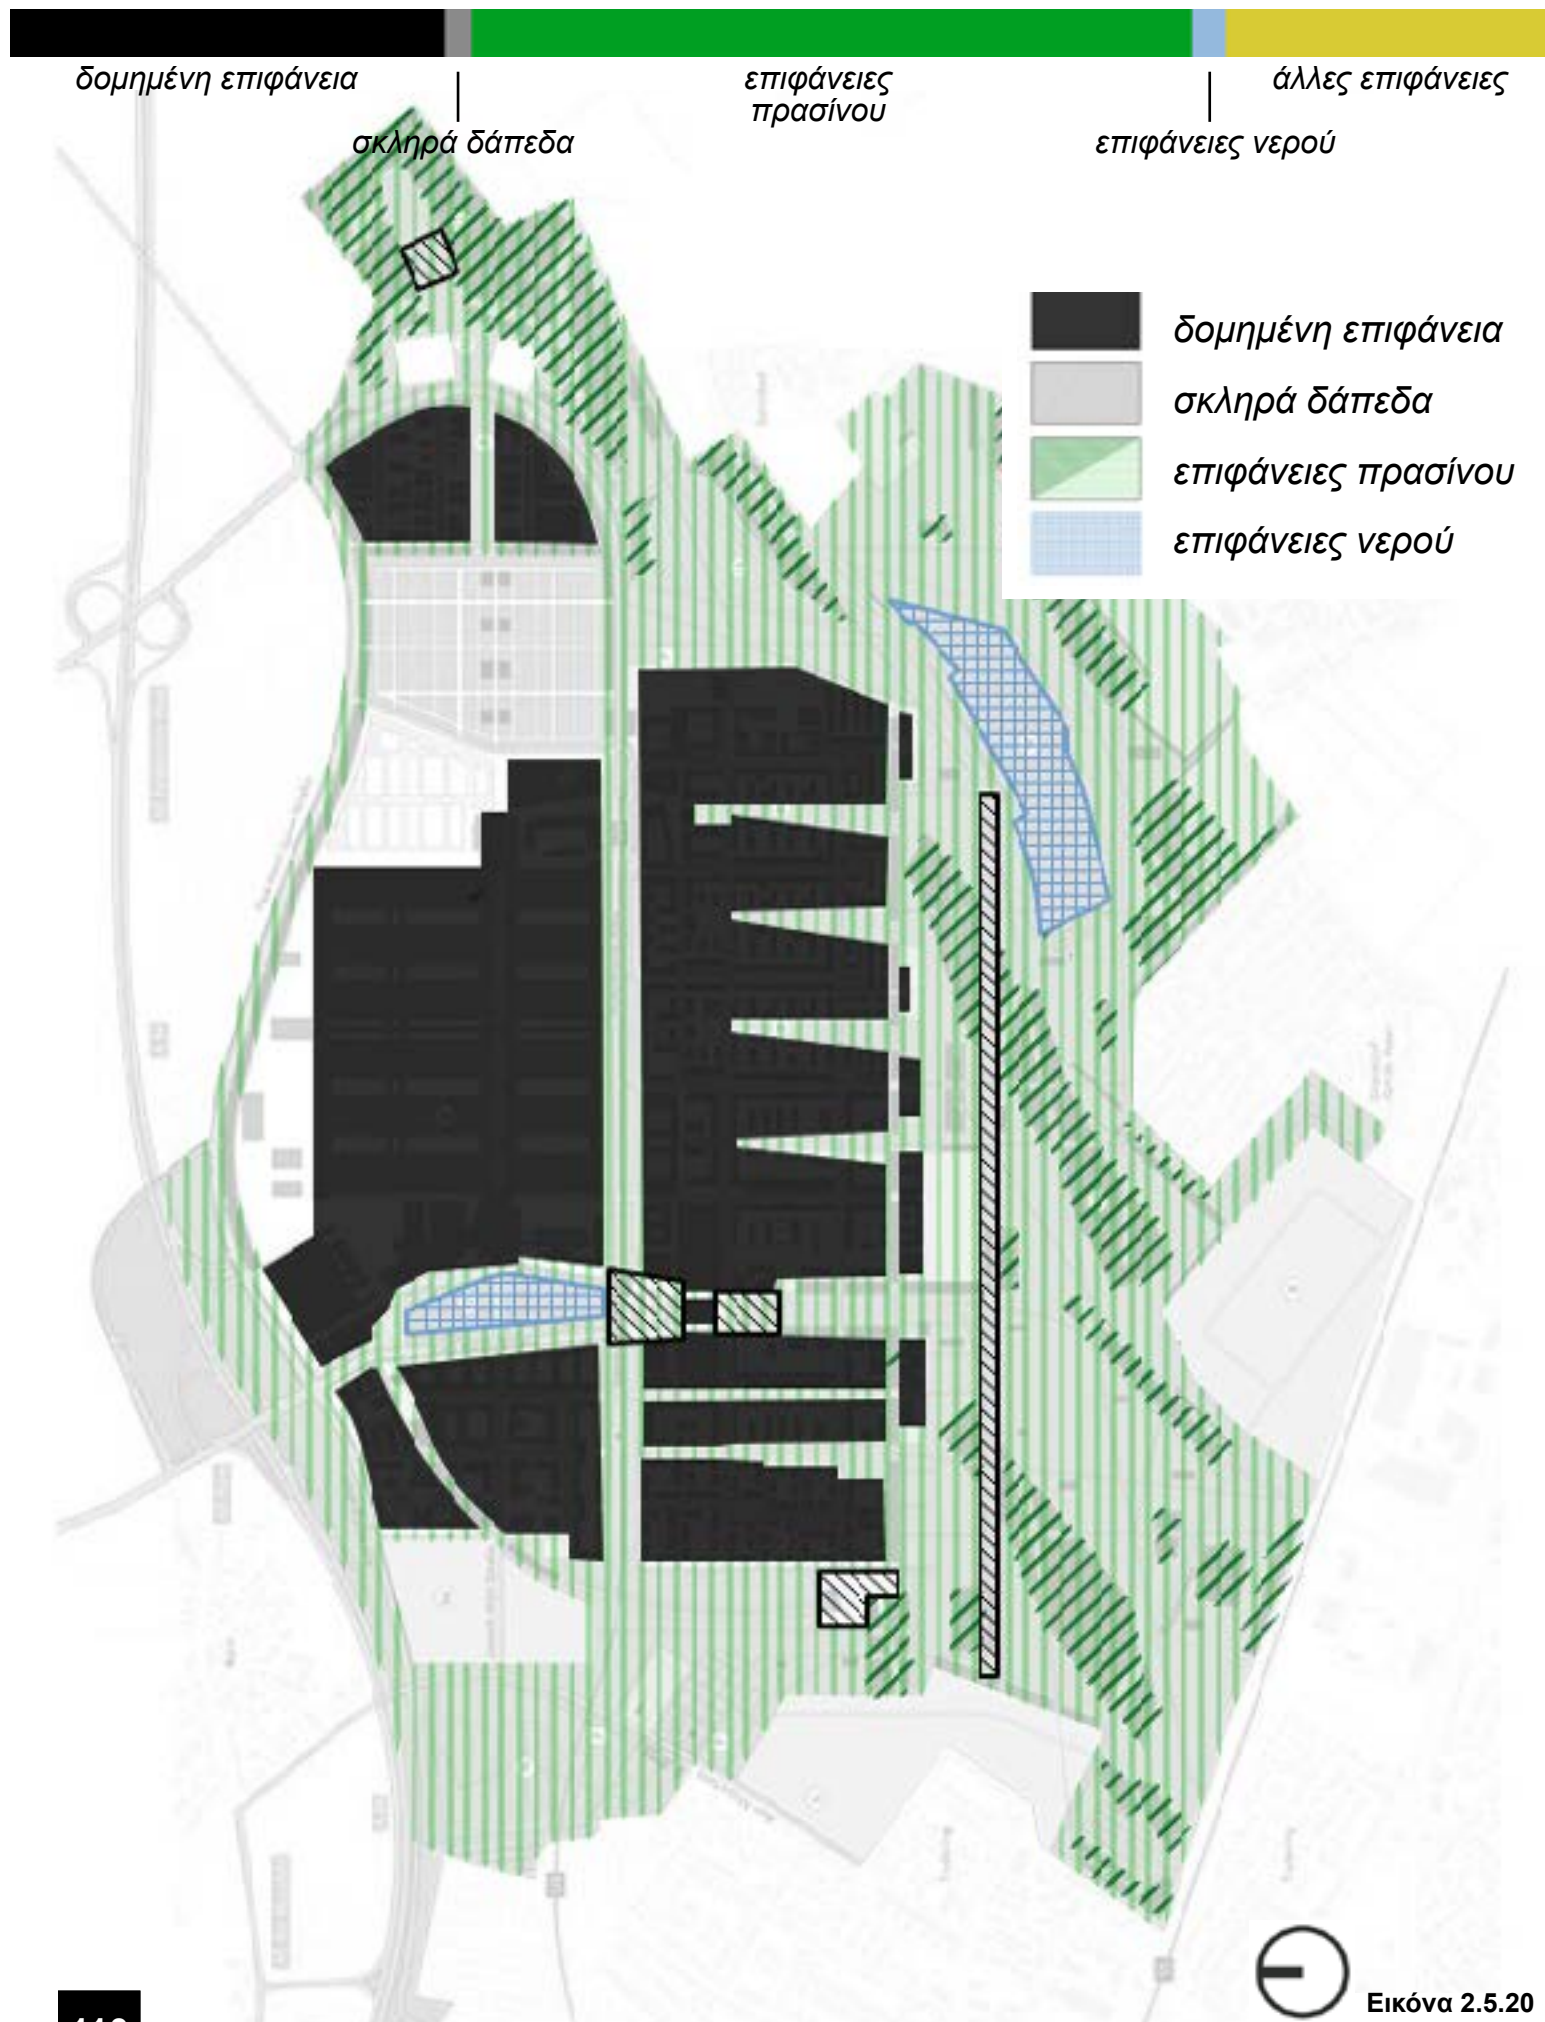 δομημένη επιφάνεια
επιφάνειες
πρασίνου
άλλες επιφάνειες
σκληρά δάπεδα
επιφάνειες νερού
δομημένη επιφάνεια
σκληρά δάπεδα
επιφάνειες πρασίνου
επιφάνειες νερού
Εικόνα 2.5.20